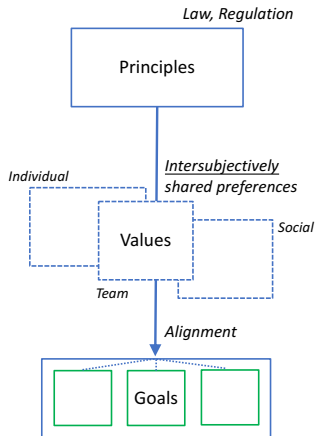 Law, Regulation
Principles
Intersubjectively
shared preferences
Individual
Values
Social
Team
Alignment
Goals